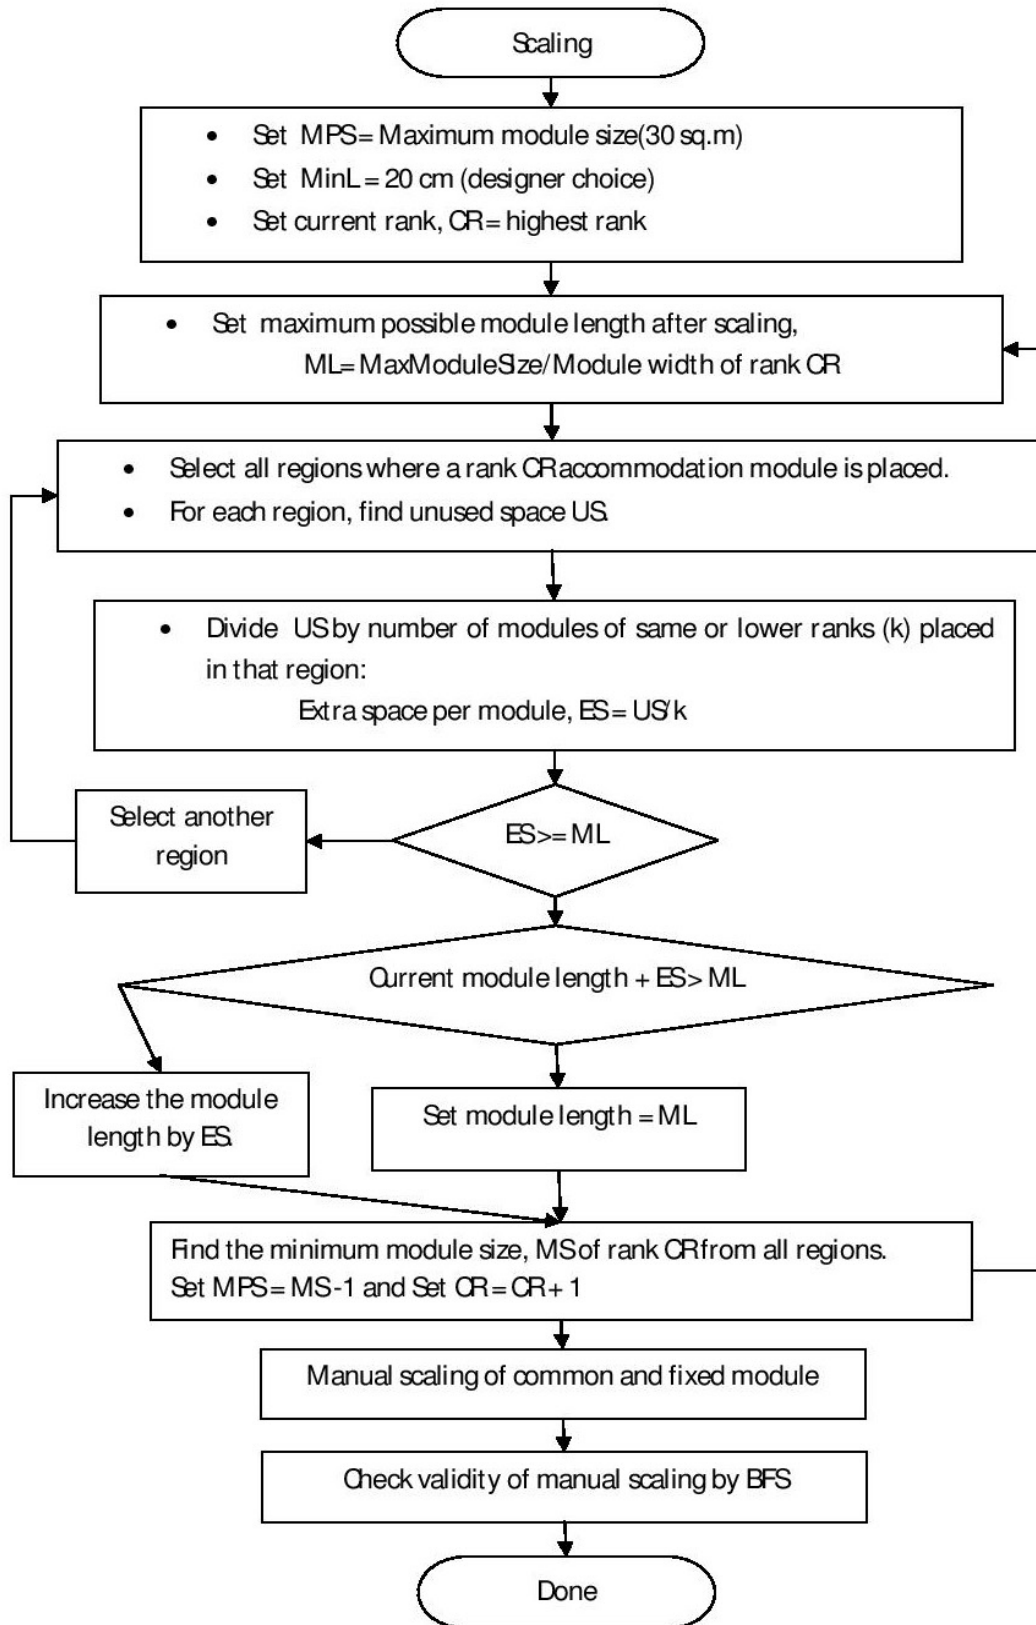 Scaling
• Set MPS= Maximum module size(30 sq.m)
• Set MinL = 20 cm (designer choice)
• Set current rank, CR= highest rank
• Set maximum possible module length after scaling,
ML= MaxModuleSize/Module width of rank CR
• Select all regions where a rank CR accommodation module is placed.
• For each region, find unused space US.
• Divide US by number of modules of same or lower ranks (k) placed
in that region:
Extra space per module, ES= US/k
Select another
region
ES>= ML
Current module length + ES> ML
Increase the module
length by ES.
Set module length = ML
Find the minimum module size, MS of rank CR from all regions.
Set MPS= MS-1 and Set CR= CR+ 1
Manual scaling of common and fixed module
Check validity of manual scaling by BFS
Done